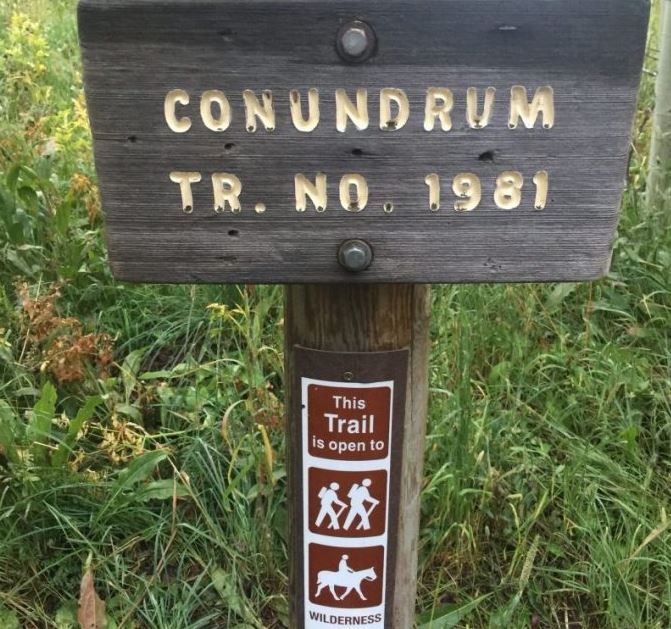 CONUNDRUM
TR. NO. 1981
This
Trail
is open to
WILDERNESS